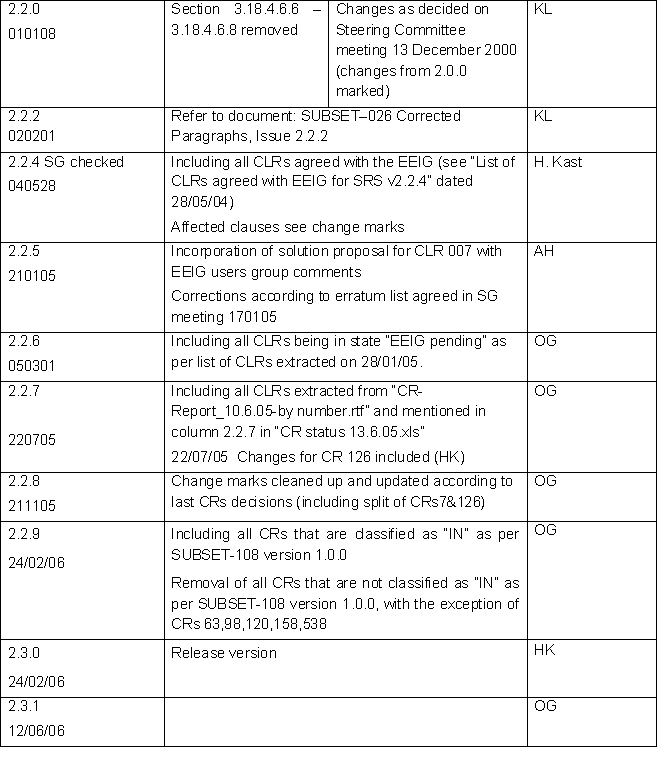 2.2.0
010108
Section 3.18.4.6.6 –
3.18.4.6.8 removed
Changes as decided on
Steering Committee
meeting 13 December 2000
(changes from 2.0.0
marked)
KL
2.2.2
020201
Refer to document: SUBSET–026 Corrected
Paragraphs, Issue 2.2.2
KL
2.2.4 SG checked
040528
Including all CLRs agreed with the EEIG (see “List of
CLRs agreed with EEIG for SRS v2.2.4” dated
28/05/04)
Affected clauses see change marks
H. Kast
2.2.5
210105
Incorporation of solution proposal for CLR 007 with
EEIG users group comments
Corrections according to erratum list agreed in SG
meeting 170105
AH
2.2.6
050301
Including all CLRs being in state “EEIG pending” as
per list of CLRs extracted on 28/01/05.
OG
2.2.7
220705
Including all CLRs extracted from “CR-
Report_10.6.05-by number.rtf” and mentioned in
column 2.2.7 in “CR status 13.6.05.xls”
22/07/05 Changes for CR 126 included (HK)
OG
2.2.8
211105
Change marks cleaned up and updated according to
last CRs decisions (including split of CRs7&126)
OG
2.2.9
24/02/06
Including all CRs that are classified as “IN” as per
SUBSET-108 version 1.0.0
Removal of all CRs that are not classified as “IN” as
per SUBSET-108 version 1.0.0, with the exception of
CRs 63,98,120,158,538
OG
2.3.0
24/02/06
Release version
HK
2.3.1
12/06/06
OG